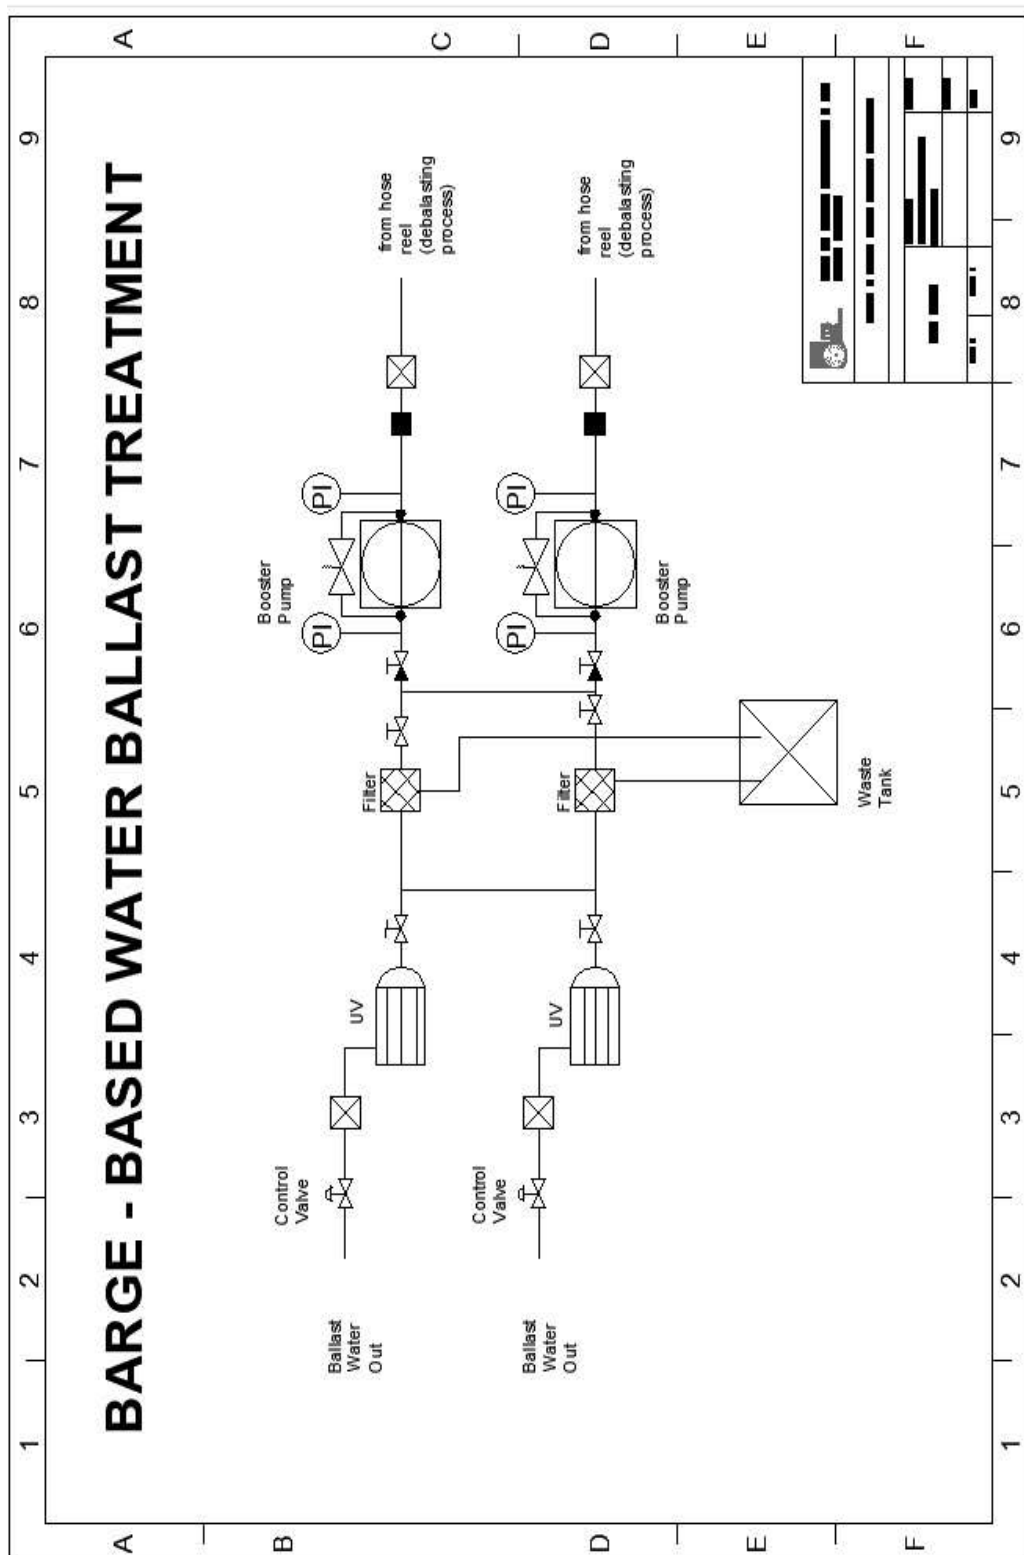 BARGE - BASED WATER BALLAST TREATMENT
1
2
3
4
5
6
7
8
9
A
B
D
E
F
A
C
D
E
F
1
2
3
4
5
6
7
8
9
Ballast
Water
Out
Control
Valve
UV
Filter
PI
Booster
Pump
PI
from hose
reel
(debalasting
process)
Ballast
Water
Out
Control
Valve
UV
Filter
PI
Booster
Pump
PI
from hose
reel
(debalasting
process)
Waste
Tank